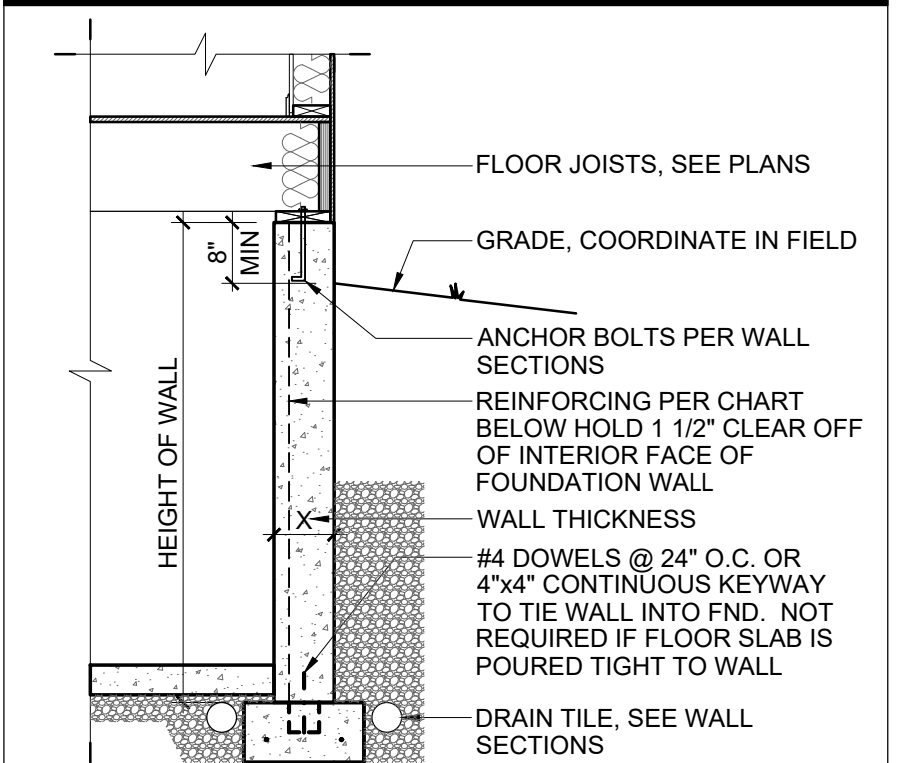 FLOOR JOISTS, SEE PLANS
8"
MIN
GRADE, COORDINATE IN FIELD
ANCHOR BOLTS PER WALL
SECTIONS
HEIGHT OF WALL
REINFORCING PER CHART
BELOW HOLD 1 1/2" CLEAR OFF
OF INTERIOR FACE OF
FOUNDATION WALL
X
WALL THICKNESS
#4 DOWELS @ 24" O.C. OR
4"x4" CONTINUOUS KEYWAY
TO TIE WALL INTO FND. NOT
REQUIRED IF FLOOR SLAB IS
POURED TIGHT TO WALL
DRAIN TILE, SEE WALL
SECTIONS